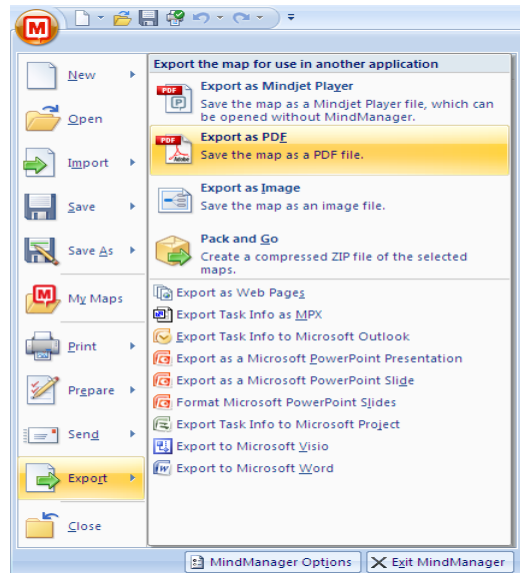 New
Open
Import
Save
Save As
My Maps
Print
Prepare
Send
Export
Close
Export the map for use in another application
PDF
P
Export as Mindjet Player
Save the map as a Mindjet Player file, which can
be opened without MindManager.
PDF
Adobe
Export as PDF
Save the map as a PDF file.
Export as Image
Save the map as an image file.
Pack and Go
Create a compressed ZIP file of the selected
maps.
Export as Web Pages
Export Task Info as MPX
Export Task Info to Microsoft Outlook
Export as a Microsoft PowerPoint Presentation
Export as a Microsoft PowerPoint Slide
Format Microsoft PowerPoint Slides
Export Task Info to Microsoft Project
Export to Microsoft Visio
Export to Microsoft Word
MindManager Options
Exit MindManager